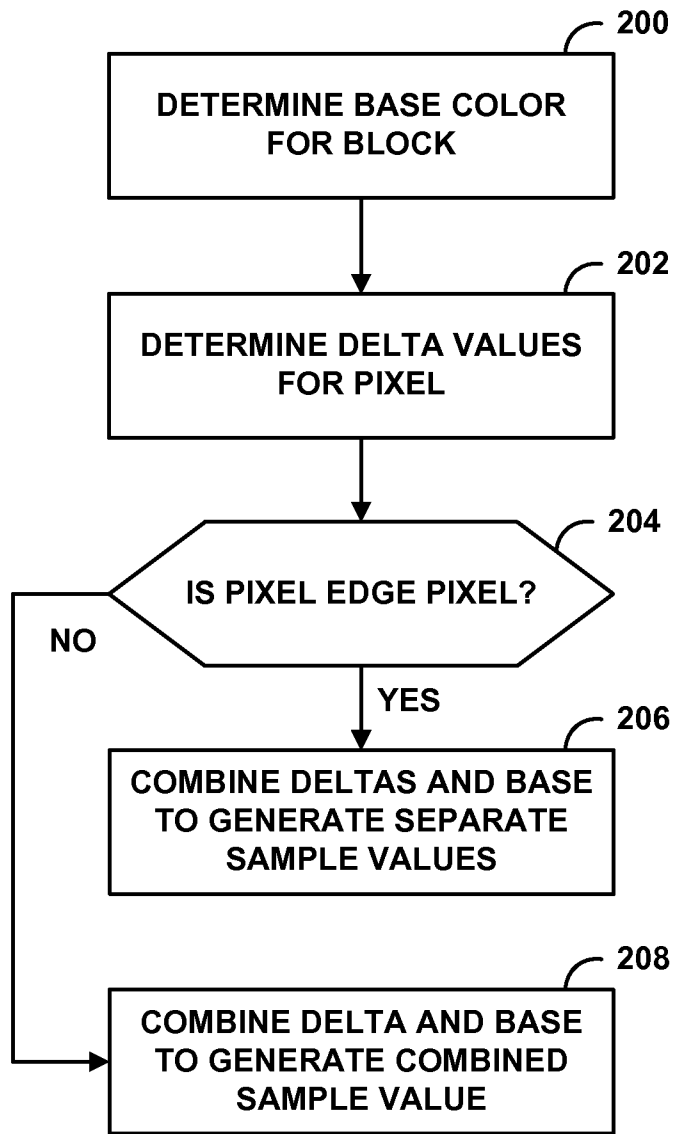 200
DETERMINE BASE COLOR
FOR BLOCK
202
DETERMINE DELTA VALUES
FOR PIXEL
204
IS PIXEL EDGE PIXEL?
NO
YES
206
COMBINE DELTAS AND BASE
TO GENERATE SEPARATE
SAMPLE VALUES
208
COMBINE DELTA AND BASE
TO GENERATE COMBINED
SAMPLE VALUE